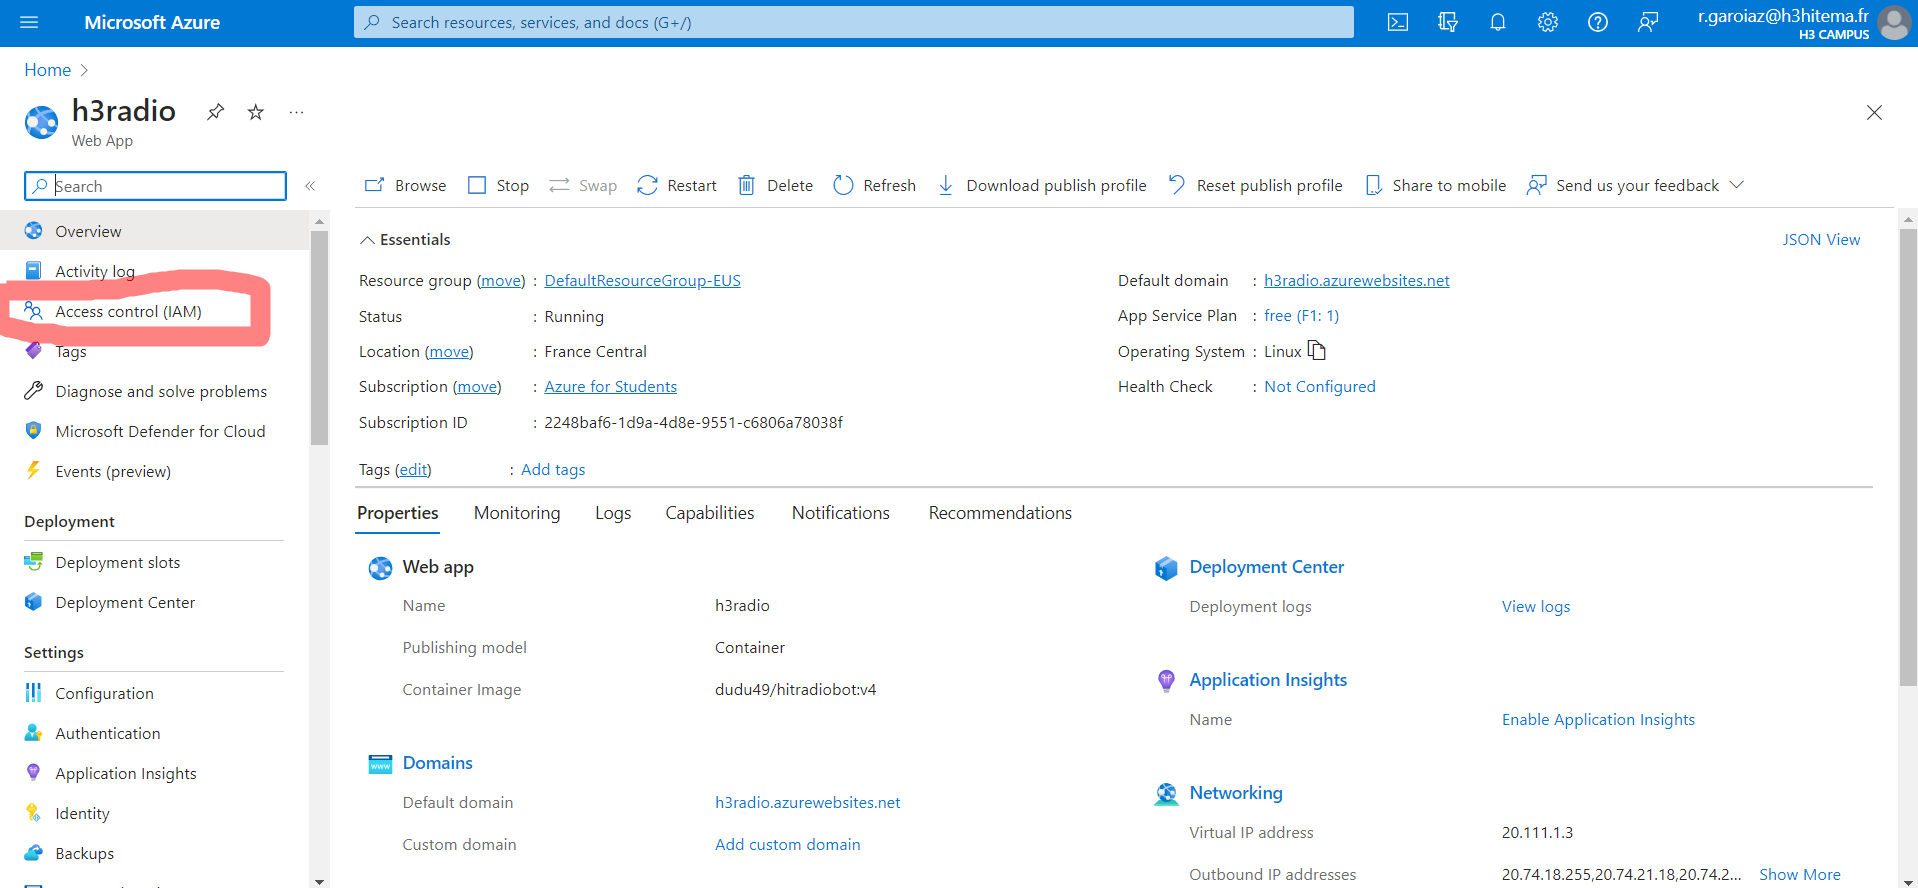 Microsoft Azure
Search resources, services, and docs (G+/)
r.garoiaz@h3hitema.fr
H3 CAMPUS
Home
h3radio
Web App
Search
Browse
Stop
Swap
Restart
Delete
Refresh
Download publish profile
Reset publish profile
Share to mobile
Send us your feedback
Overview
Activity log
Access control (IAM)
Tags
Diagnose and solve problems
Microsoft Defender for Cloud
Events (preview)
Deployment
Deployment slots
Deployment Center
Settings
Configuration
Authentication
Application Insights
Identity
Backups
Essentials
JSON View
Resource group (move) : DefaultResourceGroup-EUS
Status : Running
Location (move) : France Central
Subscription (move) : Azure for Students
Subscription ID : 2248baf6-1d9a-4d8e-9551-c6806a78038f
Tags (edit) : Add tags
Default domain : h3radio.azurewebsites.net
App Service Plan : free (F1: 1)
Operating System : Linux
Health Check : Not Configured
Properties
Monitoring
Logs
Capabilities
Notifications
Recommendations
Web app
Name h3radio
Publishing model Container
Container Image dudu49/hitradiobot:v4
Domains
Default domain h3radio.azurewebsites.net
Custom domain Add custom domain
Deployment Center
Deployment logs View logs
Application Insights
Name Enable Application Insights
Networking
Virtual IP address 20.111.1.3
Outbound IP addresses 20.74.18.255,20.74.21.18,20.74.2... Show More